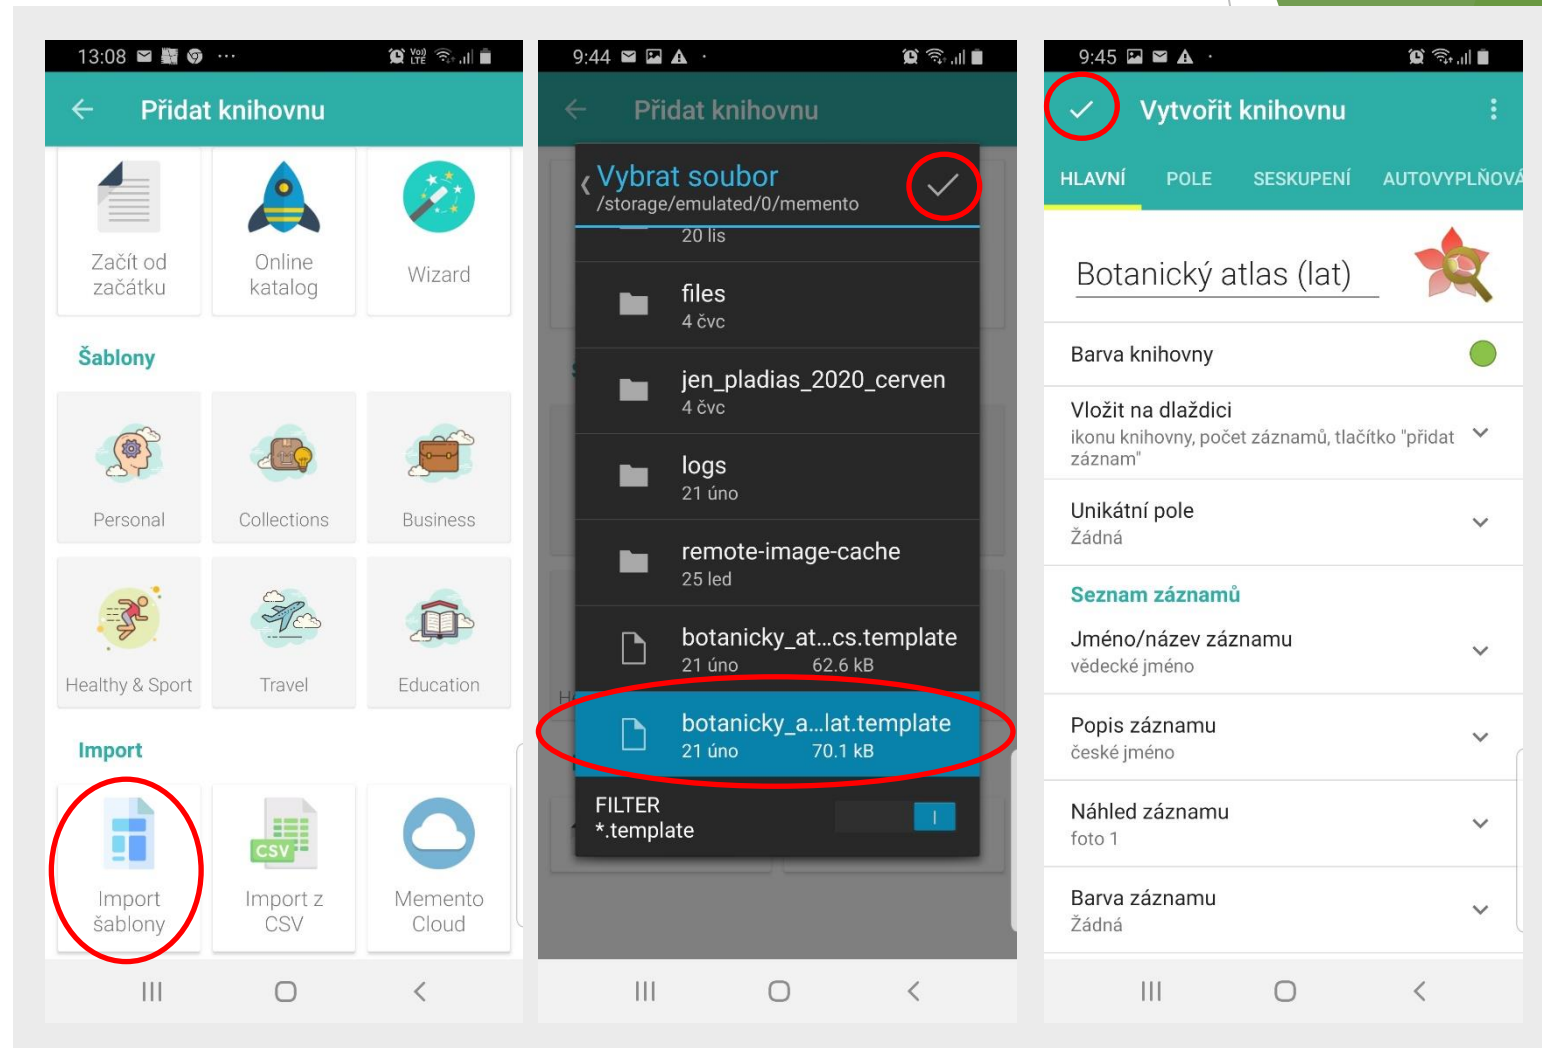 13:08
Vo))
LTE
Přidat knihovnu
Začít od
začátku
Online
katalog
Wizard
Šablony
Personal
Collections
Business
Healthy & Sport
Travel
Education
Import
CSV
Import
šablony
Import z
CSV
Memento
Cloud
9:44
Přidat knihovnu
Vybrat soubor
/storage/emulated/0/memento
20 lis
files
4 čvc
jen_pladias_2020_cerven
4 čvc
logs
21 úno
remote-image-cache
25 led
botanicky_at...cs.template
21 úno 62.6 kB
botanicky_a...lat.template
21 úno 70.1 kB
FILTER
*.template
9:45
Vytvořit knihovnu
HLAVNÍ POLE SESKUPENÍ AUTOVYPLŇOVÁ
Botanický atlas (lat)
Barva knihovny
Vložit na dlaždici
ikonu knihovny, počet záznamů, tlačítko "přidat
záznam"
Unikátní pole
Žádná
Seznam záznamů
Jméno/název záznamu
vědecké jméno
Popis záznamu
české jméno
Náhled záznamu
foto 1
Barva záznamu
Žádná